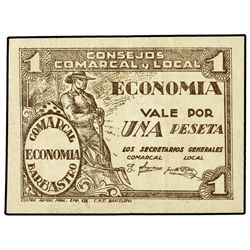 1 CONSEJOS 1
COMARCAL y LOCAL
ECONOMIA
VALE POR
UNA PESETA
LOS SECRETARIOS GENERALES
COMARCAL LOCAL
COMARCAL
ECONOMIA
BARBASTRO
1 1